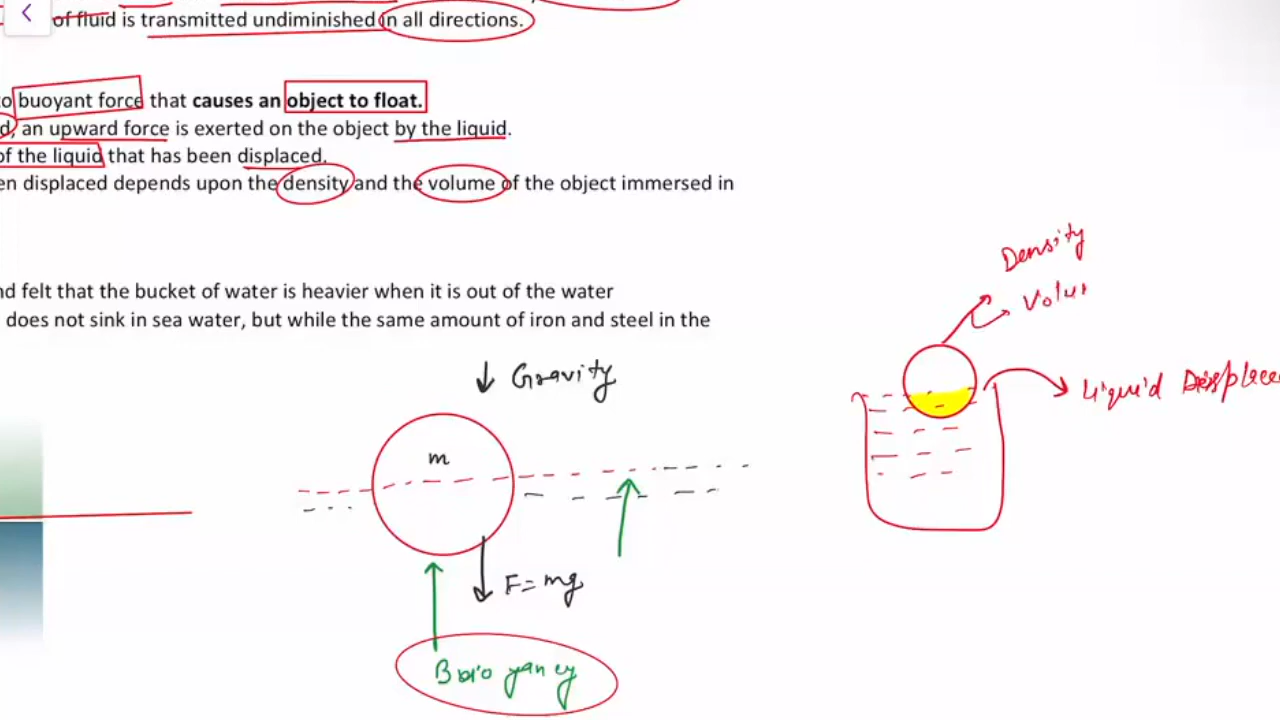 of fluid is transmitted undiminished in all directions.
to buoyant force that causes an object to float.
d, an upward force is exerted on the object by the liquid.
of the liquid that has been displaced.
en displaced depends upon the density and the volume of the object immersed in
Density
Volu
nd felt that the bucket of water is heavier when it is out of the water
does not sink in sea water, but while the same amount of iron and steel in the
Gravity
Liquid Displace
m
F=mg
Buoyancy